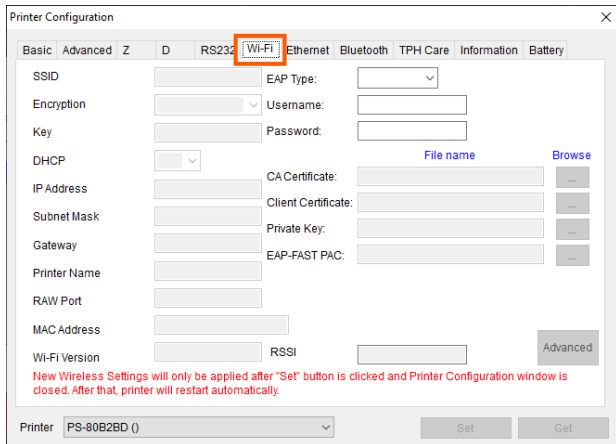 Printer Configuration
Basic Advanced Z D RS232 Wi-Fi Ethernet Bluetooth TPH Care Information Battery
SSID EAP Type:
Encryption Username:
Key Password:
DHCP File name Browse
IP Address CA Certificate: ...
Subnet Mask Client Certificate: ...
Gateway Private Key: ...
Printer Name EAP-FAST PAC: ...
RAW Port
MAC Address
Wi-Fi Version RSSI Advanced
New Wireless Settings will only be applied after "Set" button is clicked and Printer Configuration window is
closed. After that, printer will restart automatically.
Printer PS-80B2BD () Set Get